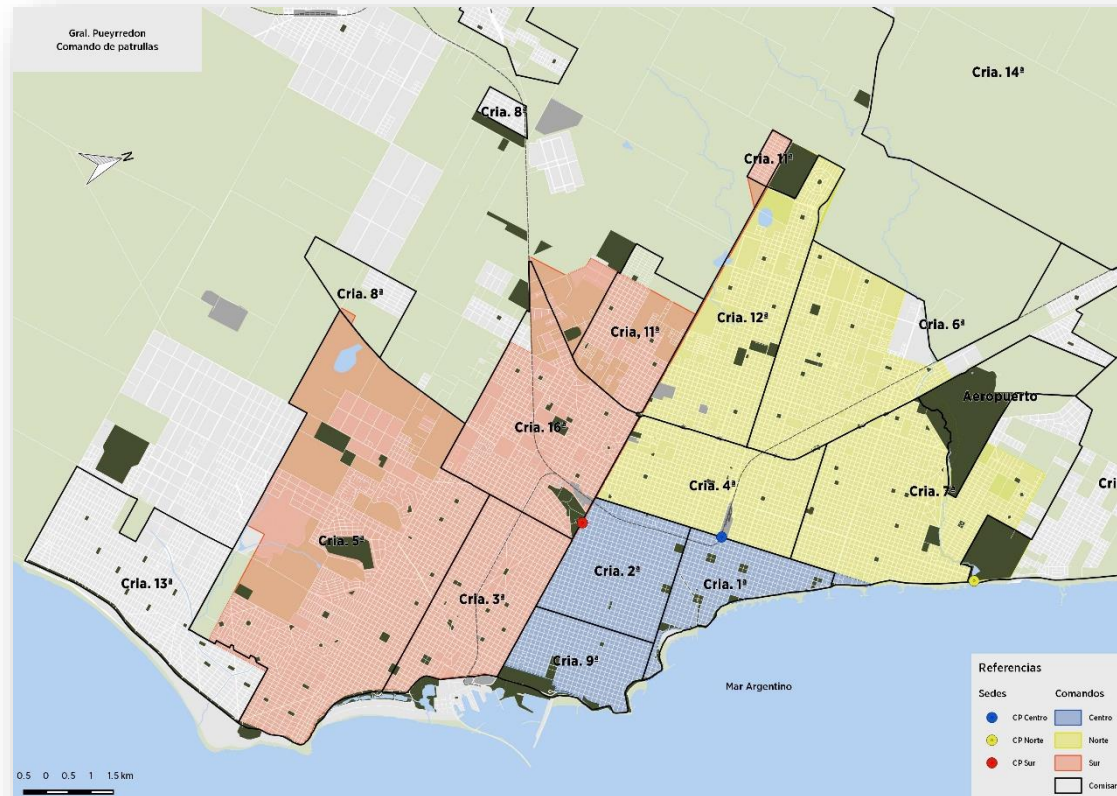 Gral. Pueyrredon
Comando de patrullas
N
Cria. 14ª
Cria. 8ª
Cria. 11ª
Cria. 8ª
Cria. 6ª
Cria. 12ª
Cria, 11ª
Aeropuerto
Cria. 16ª
Cria. 4ª
Cria. 7ª
Cri
Cria. 5ª
Cria. 2ª
Cria. 1ª
Cria. 13ª
Cria. 3ª
Cria. 9ª
Mar Argentino
Referencias
Sedes Comandos
CP Centro Centro
CP Norte Norte
CP Sur Sur
Comisar
0.5 0 0.5 1 1.5 km